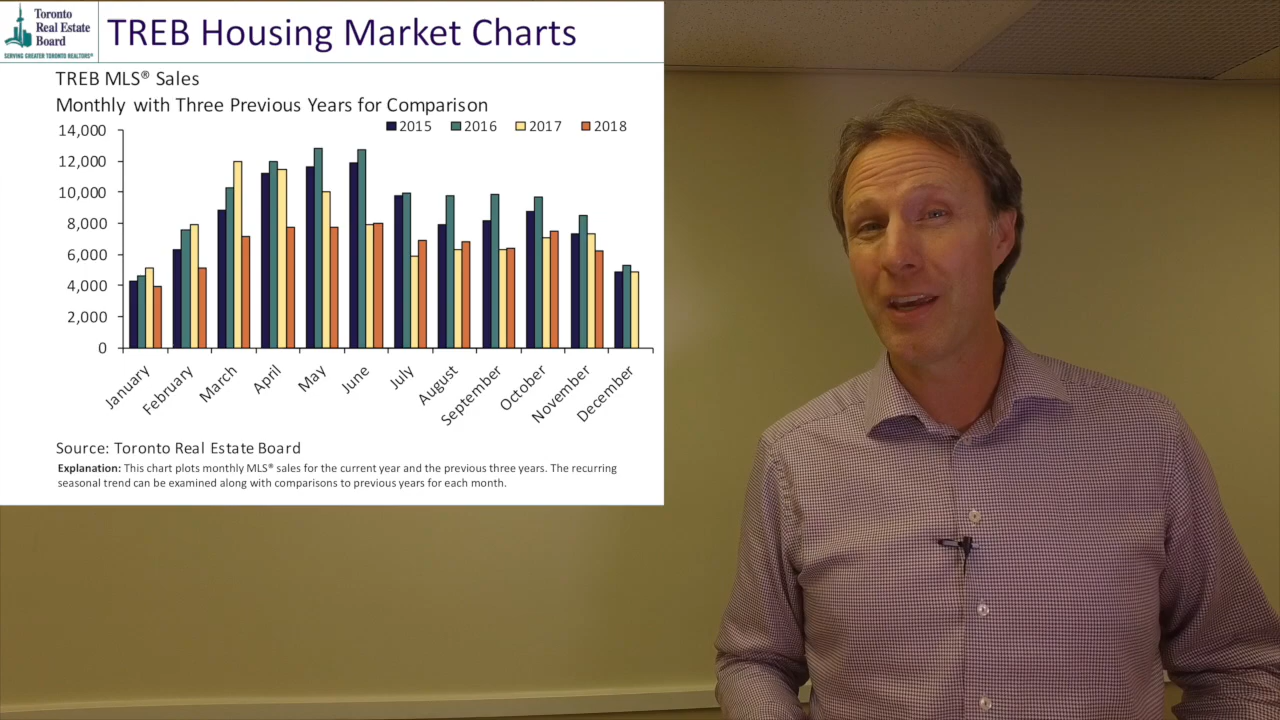 Toronto
Real Estate
Board
SERVING GREATER TORONTO REALTORS®
TREB Housing Market Charts
TREB MLS® Sales
Monthly with Three Previous Years for Comparison
2015 2016 2017 2018
14,000
12,000
10,000
8,000
6,000
4,000
2,000
0
January February March April May June July August September October November December
Source: Toronto Real Estate Board
Explanation: This chart plots monthly MLS® sales for the current year and the previous three years. The recurring
seasonal trend can be examined along with comparisons to previous years for each month.